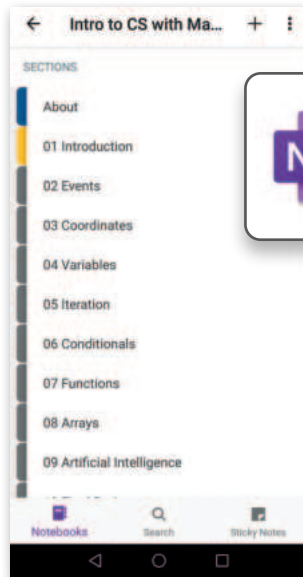 Intro to CS with Ma...
SECTIONS
About
01 Introduction
02 Events
03 Coordinates
04 Variables
05 Iteration
06 Conditionals
07 Functions
08 Arrays
09 Artificial Intelligence
N
Notebooks Search Sticky Notes